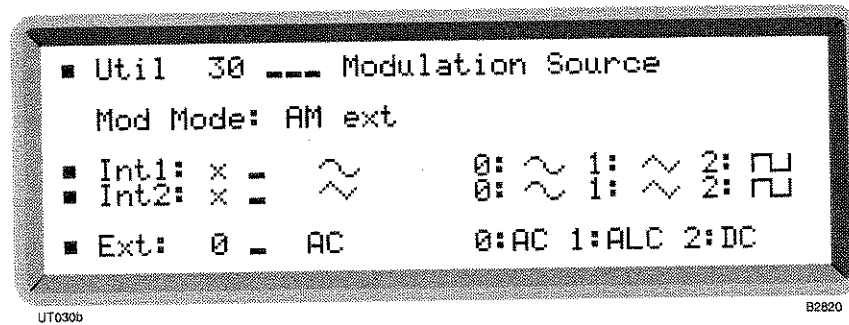 ▪ Util 30 ___ Modulation Source
Mod Mode: AM ext
▪ Int1: x _ 0: 1: 2:
▪ Int2: x _ 0: 1: 2:
▪ Ext: 0 _ AC 0:AC 1:ALC 2:DC
UT030b B2820